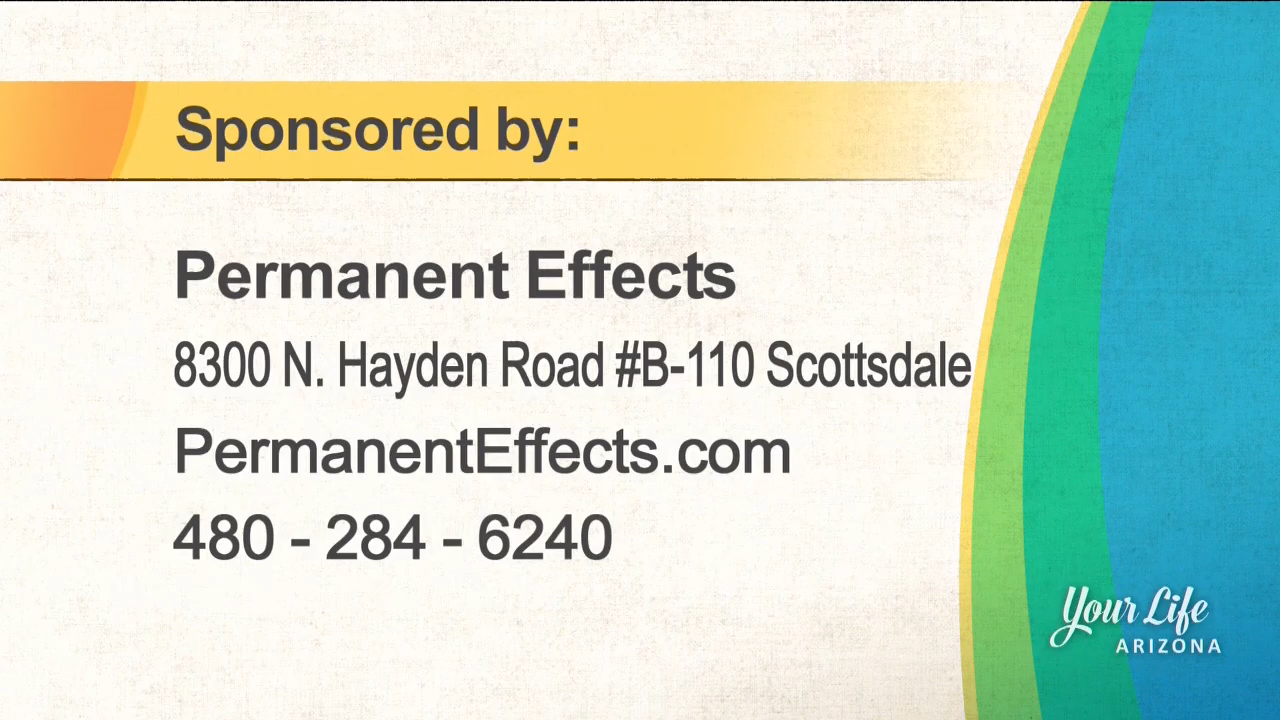 Sponsored by:
Permanent Effects
8300 N. Hayden Road #B-110 Scottsdale
PermanentEffects.com
480 - 284 - 6240
Your Life
ARIZONA